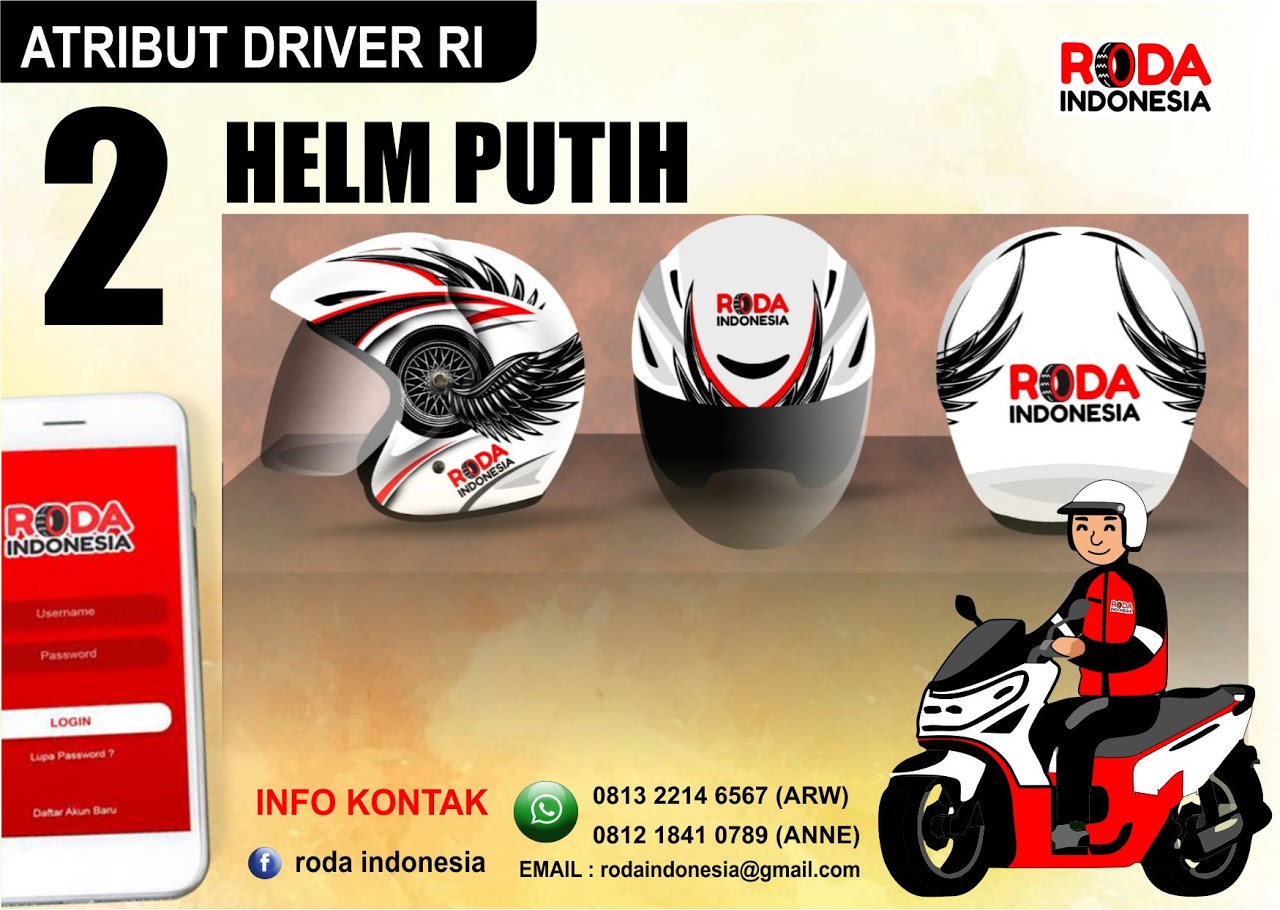 ATRIBUT DRIVER RI
RODA
INDONESIA
2
HELM PUTIH
RODA
INDONESIA
RODA
INDONESIA
RODA
INDONESIA
RODA
INDONESIA
Username
Password
LOGIN
Lupa Password ?
Daftar Akun Baru
RODA
INDONESIA
INFO KONTAK
f roda indonesia
0813 2214 6567 (ARW)
0812 1841 0789 (ANNE)
EMAIL : rodaindonesia@gmail.com